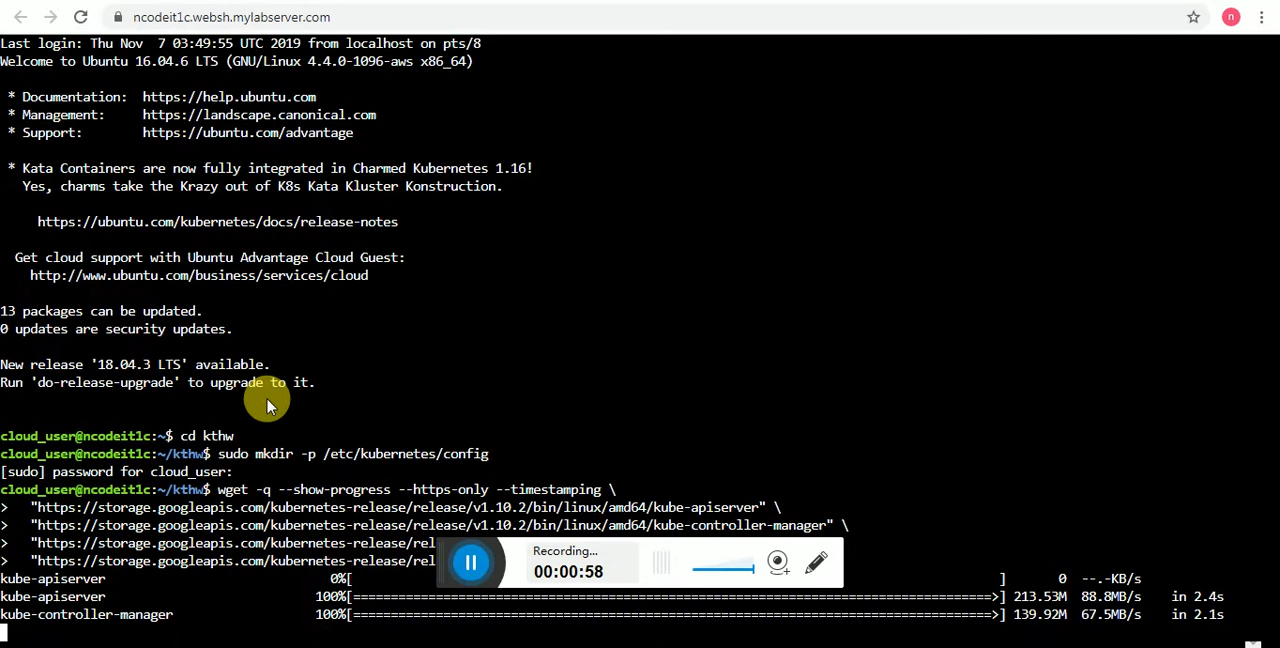 ncodeit1c.websh.mylabserver.com
n
Last login: Thu Nov  7 03:49:55 UTC 2019 from localhost on pts/8
Welcome to Ubuntu 16.04.6 LTS (GNU/Linux 4.4.0-1096-aws x86_64)
* Documentation:  https://help.ubuntu.com
* Management:     https://landscape.canonical.com
* Support:        https://ubuntu.com/advantage
* Kata Containers are now fully integrated in Charmed Kubernetes 1.16!
Yes, charms take the Krazy out of K8s Kata Kluster Konstruction.
https://ubuntu.com/kubernetes/docs/release-notes
Get cloud support with Ubuntu Advantage Cloud Guest:
http://www.ubuntu.com/business/services/cloud
13 packages can be updated.
0 updates are security updates.
New release '18.04.3 LTS' available.
Run 'do-release-upgrade' to upgrade to it.
cloud_user@ncodeit1c:~$ cd kthw
cloud_user@ncodeit1c:~/kthw$ sudo mkdir -p /etc/kubernetes/config
[sudo] password for cloud_user:
cloud_user@ncodeit1c:~/kthw$ wget -q --show-progress --https-only --timestamping \
>   "https://storage.googleapis.com/kubernetes-release/release/v1.10.2/bin/linux/amd64/kube-apiserver" \
>   "https://storage.googleapis.com/kubernetes-release/release/v1.10.2/bin/linux/amd64/kube-controller-manager" \
>   "https://storage.googleapis.com/kubernetes-release/rel
>   "https://storage.googleapis.com/kubernetes-release/rel
Recording...
00:00:58
kube-apiserver 0%[ ] 0 --.-KB/s
kube-apiserver 100%[======================================================================================>] 213.53M 88.8MB/s in 2.4s
kube-controller-manager 100%[======================================================================================>] 139.92M 67.5MB/s in 2.1s